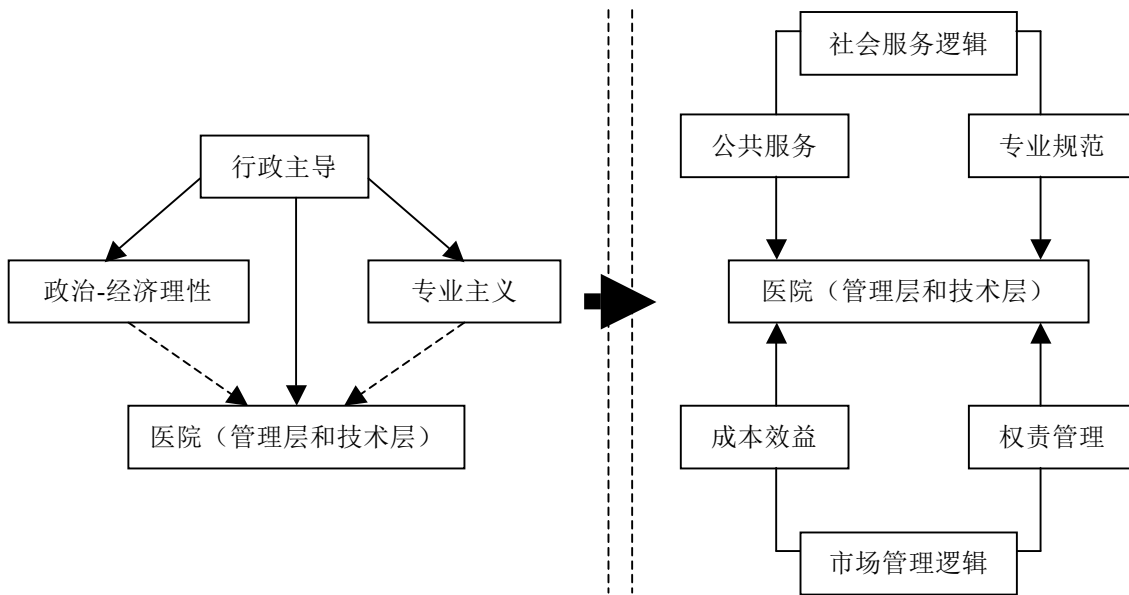 行政主导
政治-经济理性
专业主义
医院（管理层和技术层）
社会服务逻辑
公共服务
专业规范
医院（管理层和技术层）
成本效益
权责管理
市场管理逻辑